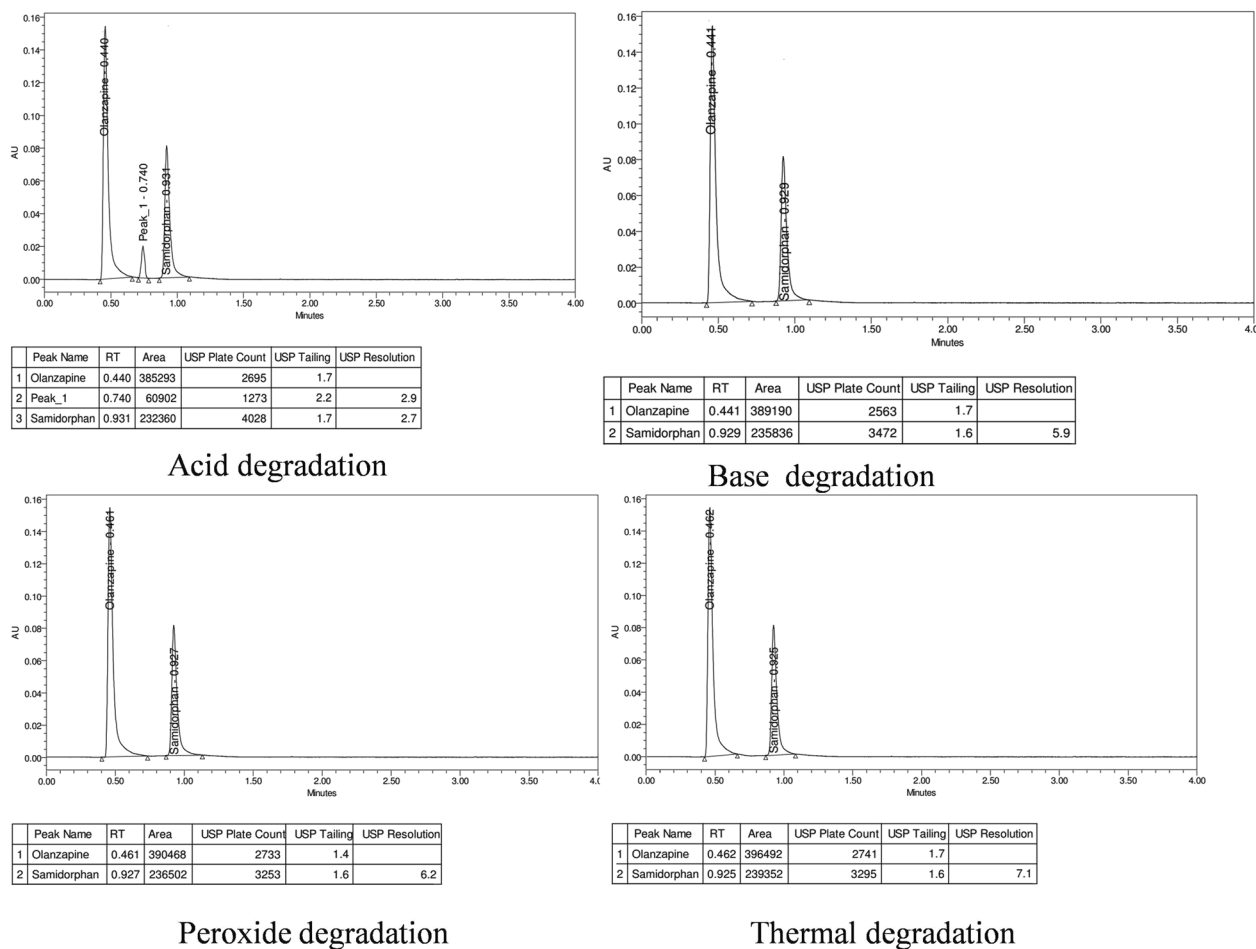 0.16
0.14
0.12
0.10
0.08
0.06
0.04
0.02
0.00
AU
Olanzapine - 0.440
Peak_1 - 0.740
Samidorphan - 0.931
0.00 0.50 1.00 1.50 2.00 2.50 3.00 3.50 4.00
Minutes
Peak Name RT Area USP Plate Count USP Tailing USP Resolution
1 Olanzapine 0.440 385293 2695 1.7
2 Peak_1 0.740 60902 1273 2.2 2.9
3 Samidorphan 0.931 232360 4028 1.7 2.7
Acid degradation
0.16
0.14
0.12
0.10
0.08
0.06
0.04
0.02
0.00
AU
Olanzapine - 0.441
Samidorphan - 0.929
0.00 0.50 1.00 1.50 2.00 2.50 3.00 3.50 4.0
Minutes
Peak Name RT Area USP Plate Count USP Tailing USP Resolution
1 Olanzapine 0.441 389190 2563 1.7
2 Samidorphan 0.929 235836 3472 1.6 5.9
Base degradation
0.16
0.14
0.12
0.10
0.08
0.06
0.04
0.02
0.00
AU
Olanzapine - 0.461
Samidorphan - 0.927
0.00 0.50 1.00 1.50 2.00 2.50 3.00 3.50 4.0
Minutes
Peak Name RT Area USP Plate Count USP Tailing USP Resolution
1 Olanzapine 0.461 390468 2733 1.4
2 Samidorphan 0.927 236502 3253 1.6 6.2
Peroxide degradation
0.16
0.14
0.12
0.10
0.08
0.06
0.04
0.02
0.00
AU
Olanzapine - 0.462
Samidorphan - 0.925
0.00 0.50 1.00 1.50 2.00 2.50 3.00 3.50 4.00
Minutes
Peak Name RT Area USP Plate Count USP Tailing USP Resolution
1 Olanzapine 0.462 396492 2741 1.7
2 Samidorphan 0.925 239352 3295 1.6 7.1
Thermal degradation